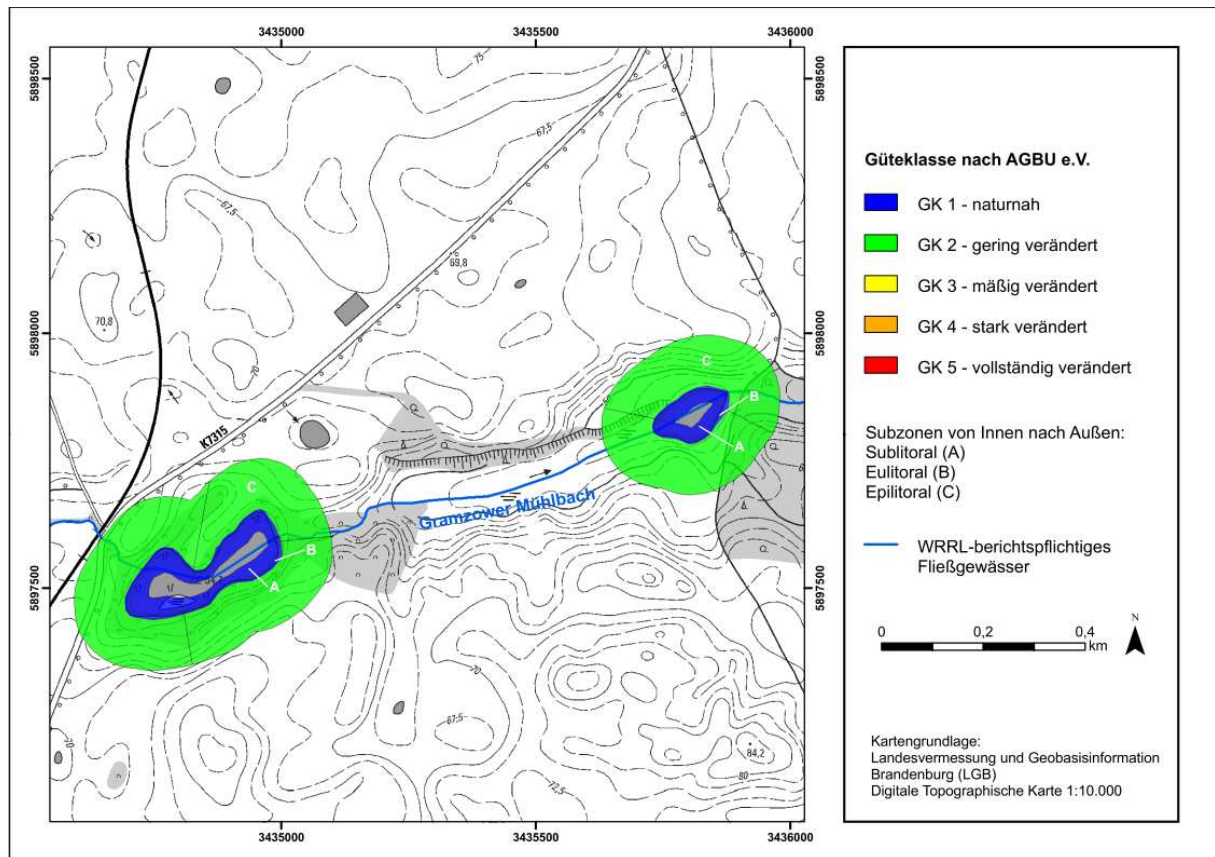 3435000
3435500
3436000
5898500
5898500
75
67,5
67,5
69,8
70,8
5898000
5898000
70
K7315
C
B
A
C
Gramzower Mühlbach
B
A
5897500
5897500
70
67,5
70
84,2
80
72,5
3435000
3435500
3436000
Güteklasse nach AGBU e.V.
GK 1 - naturnah
GK 2 - gering verändert
GK 3 - mäßig verändert
GK 4 - stark verändert
GK 5 - vollständig verändert
Subzonen von Innen nach Außen:
Sublitoral (A)
Eulitoral (B)
Epilitoral (C)
WRRL-berichtspflichtiges
Fließgewässer
0 0,2 0,4
km
N
Kartengrundlage:
Landesvermessung und Geobasisinformation
Brandenburg (LGB)
Digitale Topographische Karte 1:10.000